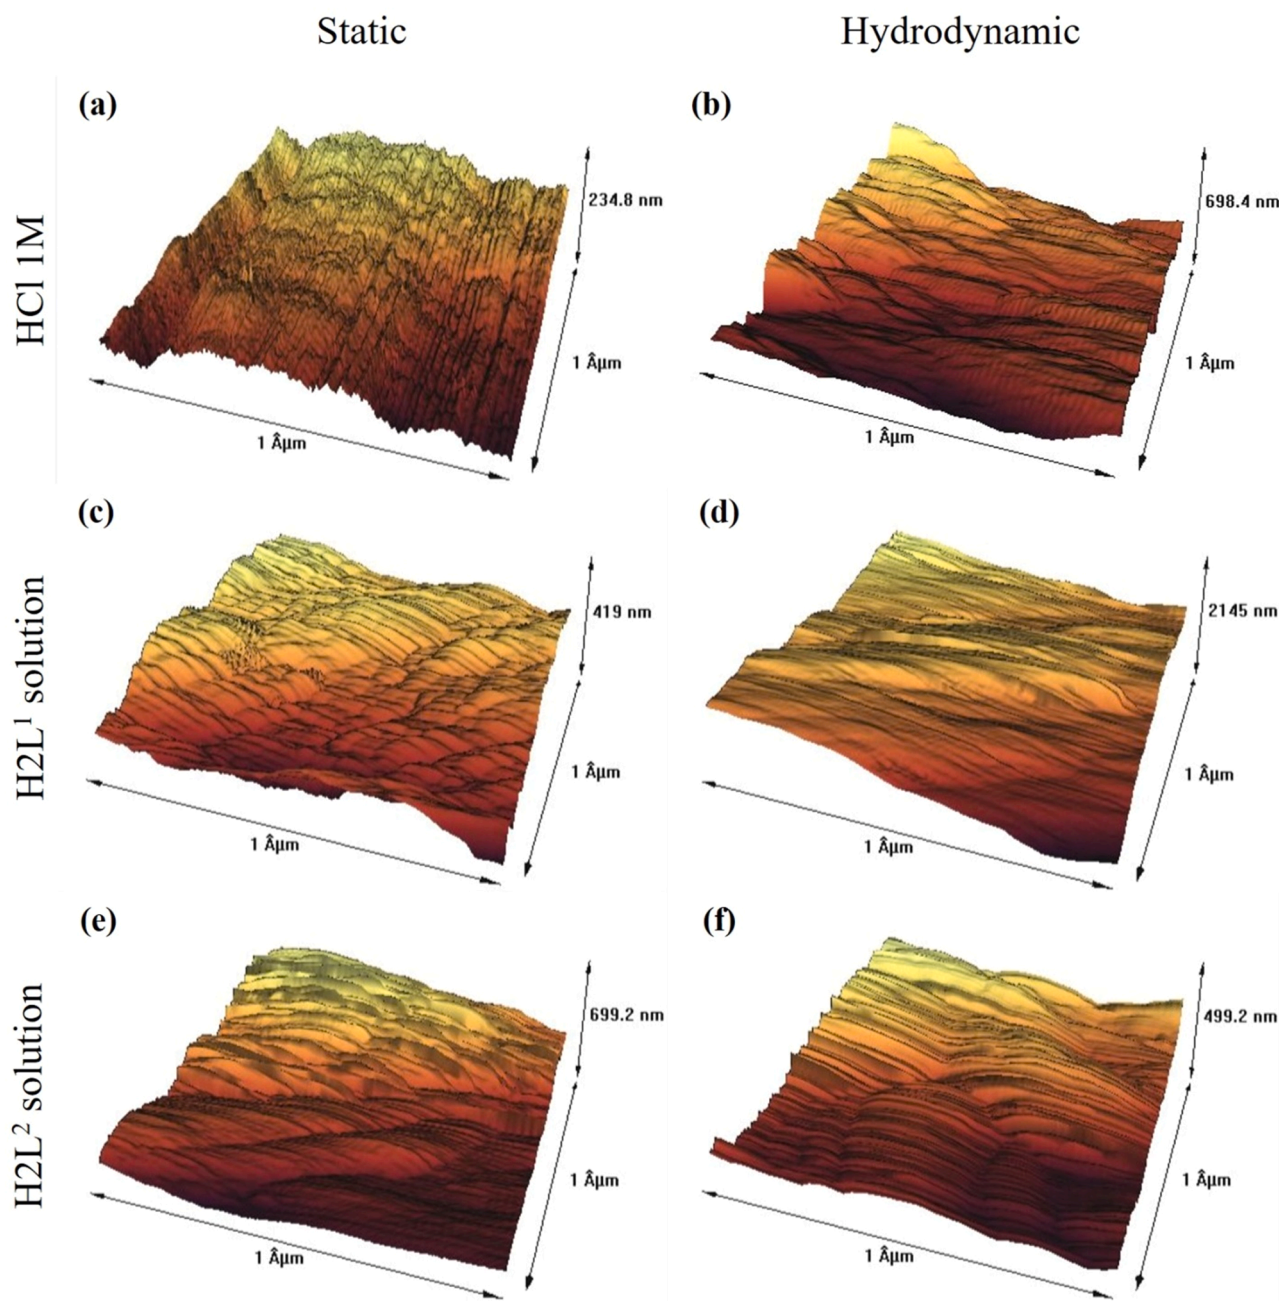 Static
Hydrodynamic
HCl 1M
(a)
234.8 nm
1 Âµm
1 Âµm
(b)
698.4 nm
1 Âµm
1 Âµm
H2L¹ solution
(c)
419 nm
1 Âµm
1 Âµm
(d)
2145 nm
1 Âµm
1 Âµm
H2L² solution
(e)
699.2 nm
1 Âµm
1 Âµm
(f)
499.2 nm
1 Âµm
1 Âµm